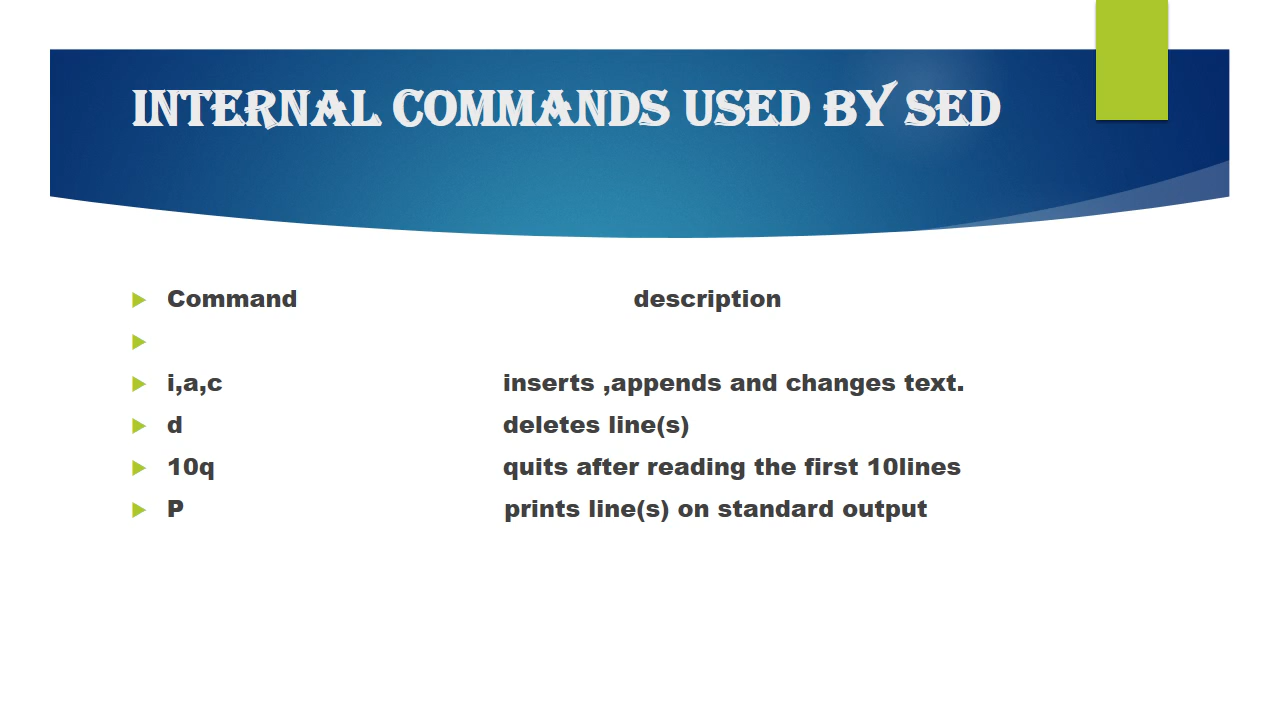 INTERNAL COMMANDS USED BY SED
Command description
i,a,c inserts ,appends and changes text.
d deletes line(s)
10q quits after reading the first 10lines
P prints line(s) on standard output